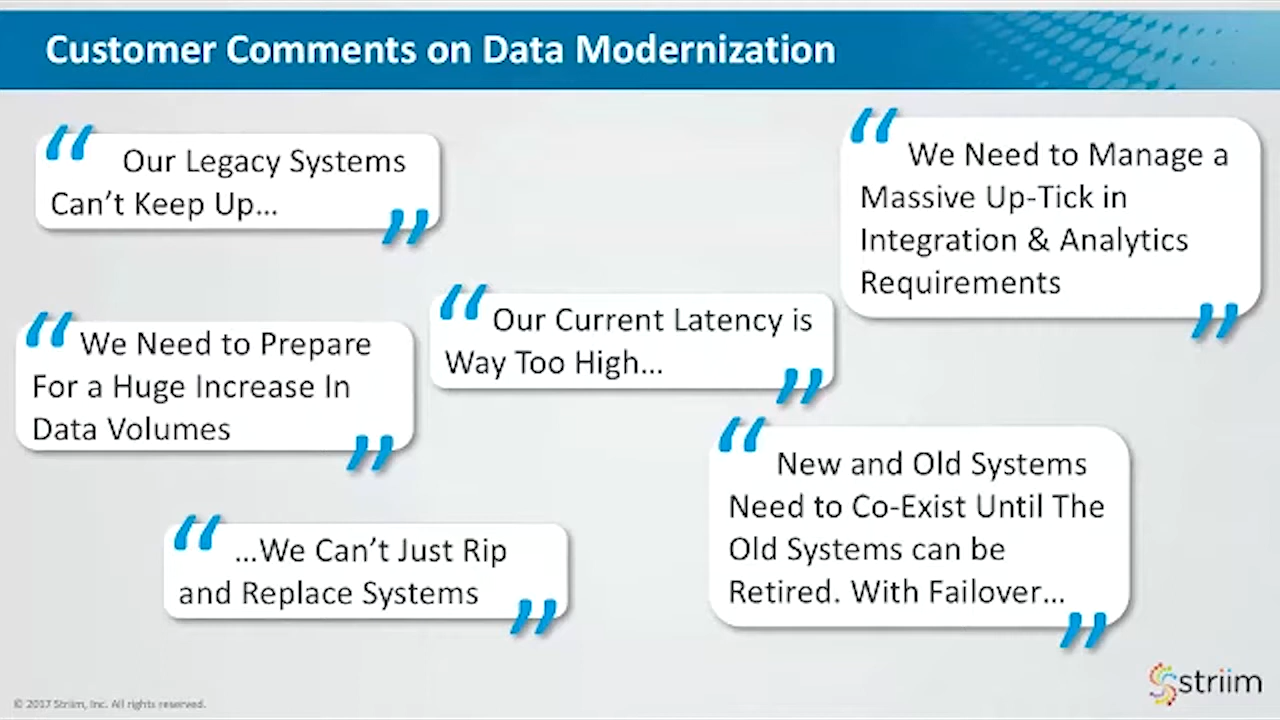 Customer Comments on Data Modernization
“ Our Legacy Systems
Can’t Keep Up... ”
“ We Need to Manage a
Massive Up-Tick in
Integration & Analytics
Requirements ”
“ We Need to Prepare
For a Huge Increase In
Data Volumes ”
“ Our Current Latency is
Way Too High... ”
“ ...We Can’t Just Rip
and Replace Systems ”
“ New and Old Systems
Need to Co-Exist Until The
Old Systems can be
Retired. With Failover... ”
© 2017 Striim, Inc. All rights reserved.
striim